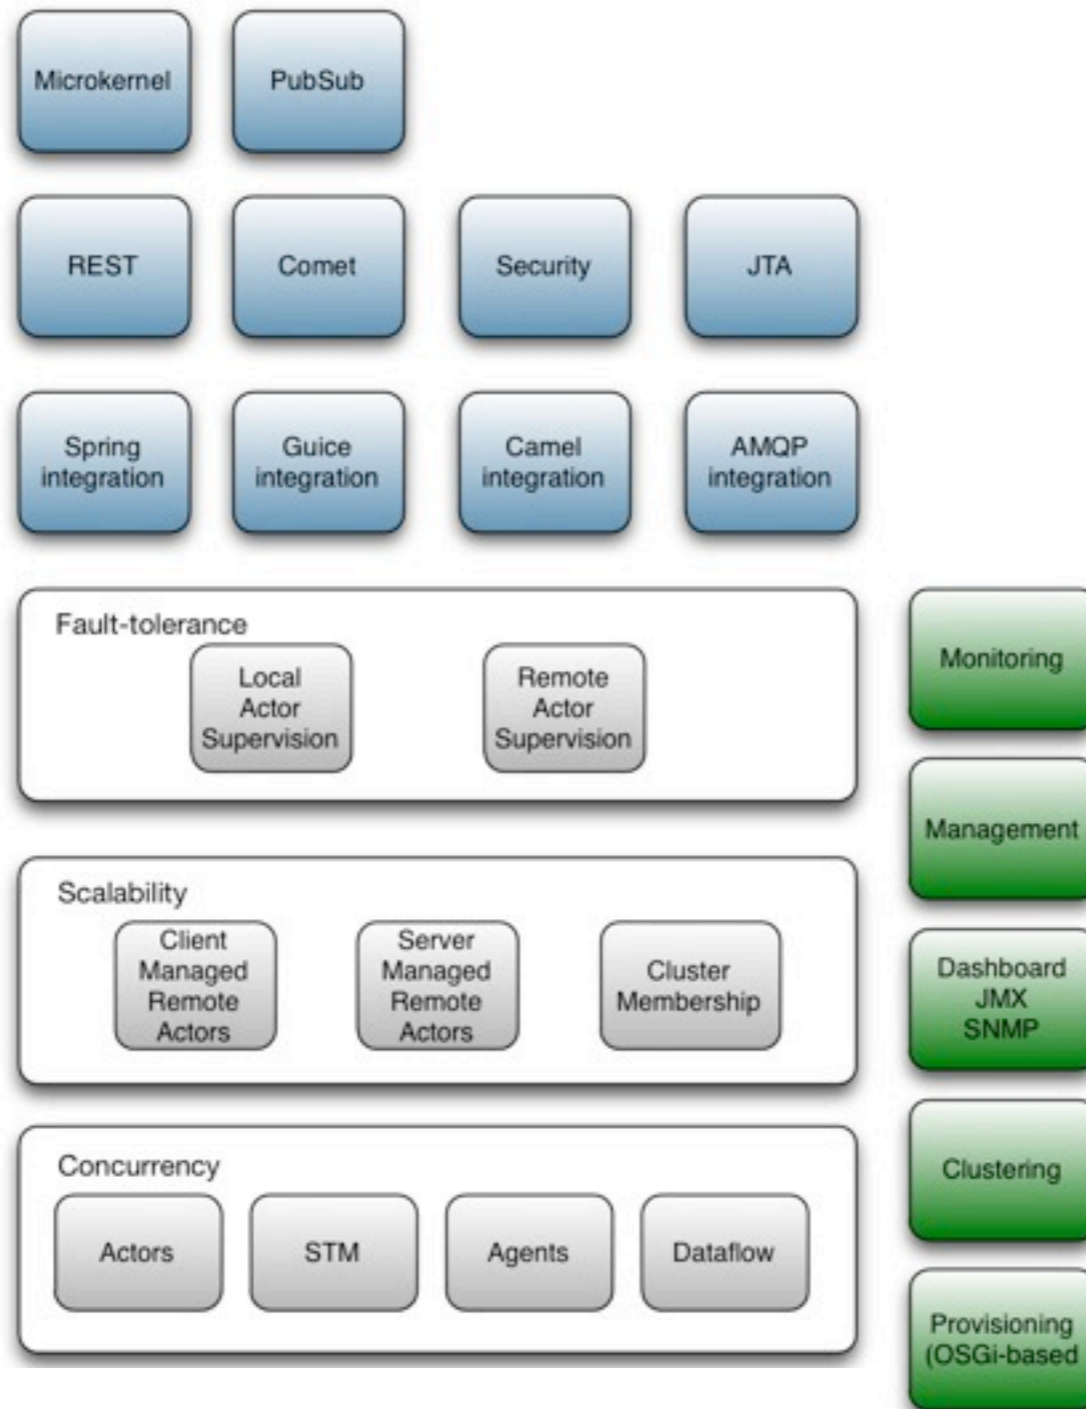 Microkernel
PubSub
REST
Comet
Security
JTA
Spring
integration
Guice
integration
Camel
integration
AMQP
integration
Fault-tolerance
Local
Actor
Supervision
Remote
Actor
Supervision
Scalability
Client
Managed
Remote
Actors
Server
Managed
Remote
Actors
Cluster
Membership
Concurrency
Actors
STM
Agents
Dataflow
Monitoring
Management
Dashboard
JMX
SNMP
Clustering
Provisioning
(OSGi-based